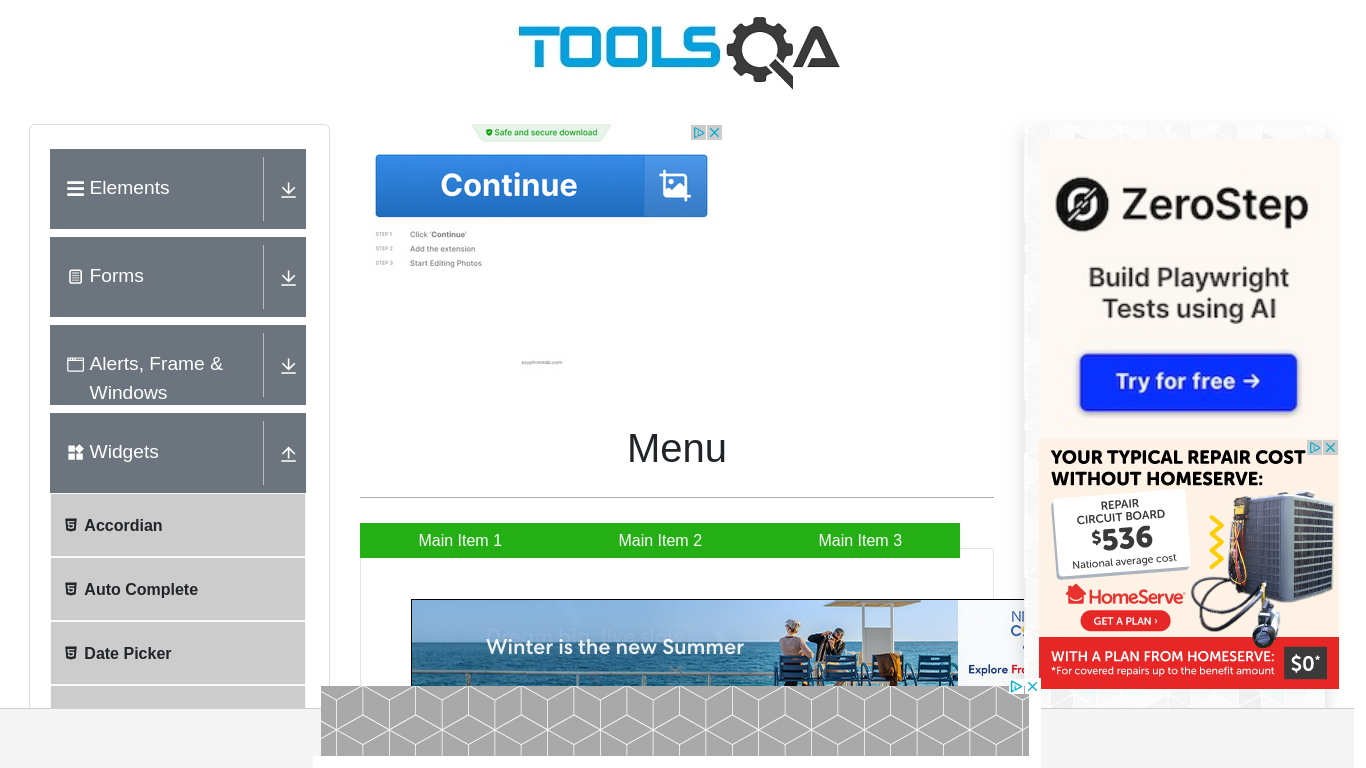 TOOLSQA
Elements
Forms
Alerts, Frame &
Windows
Widgets
Accordian
Auto Complete
Date Picker
Safe and secure download
Continue
STEP 1 Click 'Continue'
STEP 2 Add the extension
STEP 3 Start Editing Photos
ezyphototab.com
Menu
Main Item 1 Main Item 2 Main Item 3
Winter is the new Summer
Explore
ZeroStep
Build Playwright
Tests using AI
Try for free →
YOUR TYPICAL REPAIR COST
WITHOUT HOMESERVE:
REPAIR
CIRCUIT BOARD
$536
National average cost
HomeServe
GET A PLAN ›
WITH A PLAN FROM HOMESERVE:
*For covered repairs up to the benefit amount
$0*